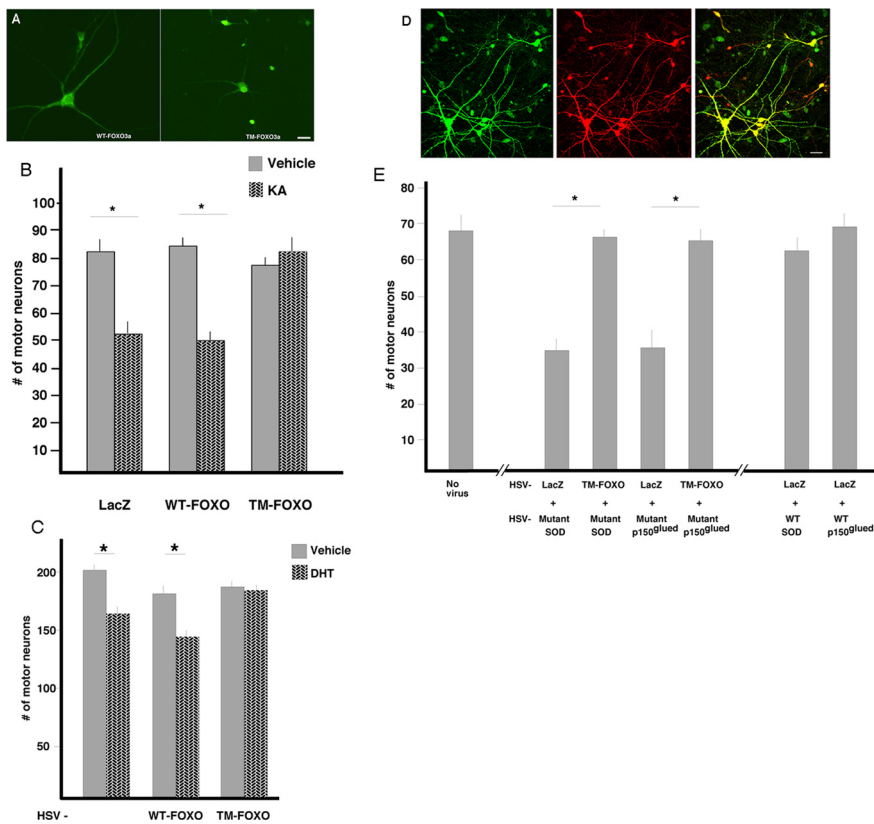 A
WT-FOXO3a
TM-FOXO3a
B
Vehicle
KA
# of motor neurons
100
90
80
70
60
50
40
30
20
10
*
*
LacZ
WT-FOXO
TM-FOXO
C
Vehicle
DHT
# of motor neurons
200
150
100
50
*
*
HSV -
WT-FOXO
TM-FOXO
D
E
# of motor neurons
80
70
60
50
40
30
20
10
*
*
No
virus
HSV- LacZ TM-FOXO LacZ TM-FOXO LacZ LacZ
+ + + + + +
HSV- Mutant Mutant Mutant Mutant WT WT
SOD SOD p150glued p150glued SOD p150glued